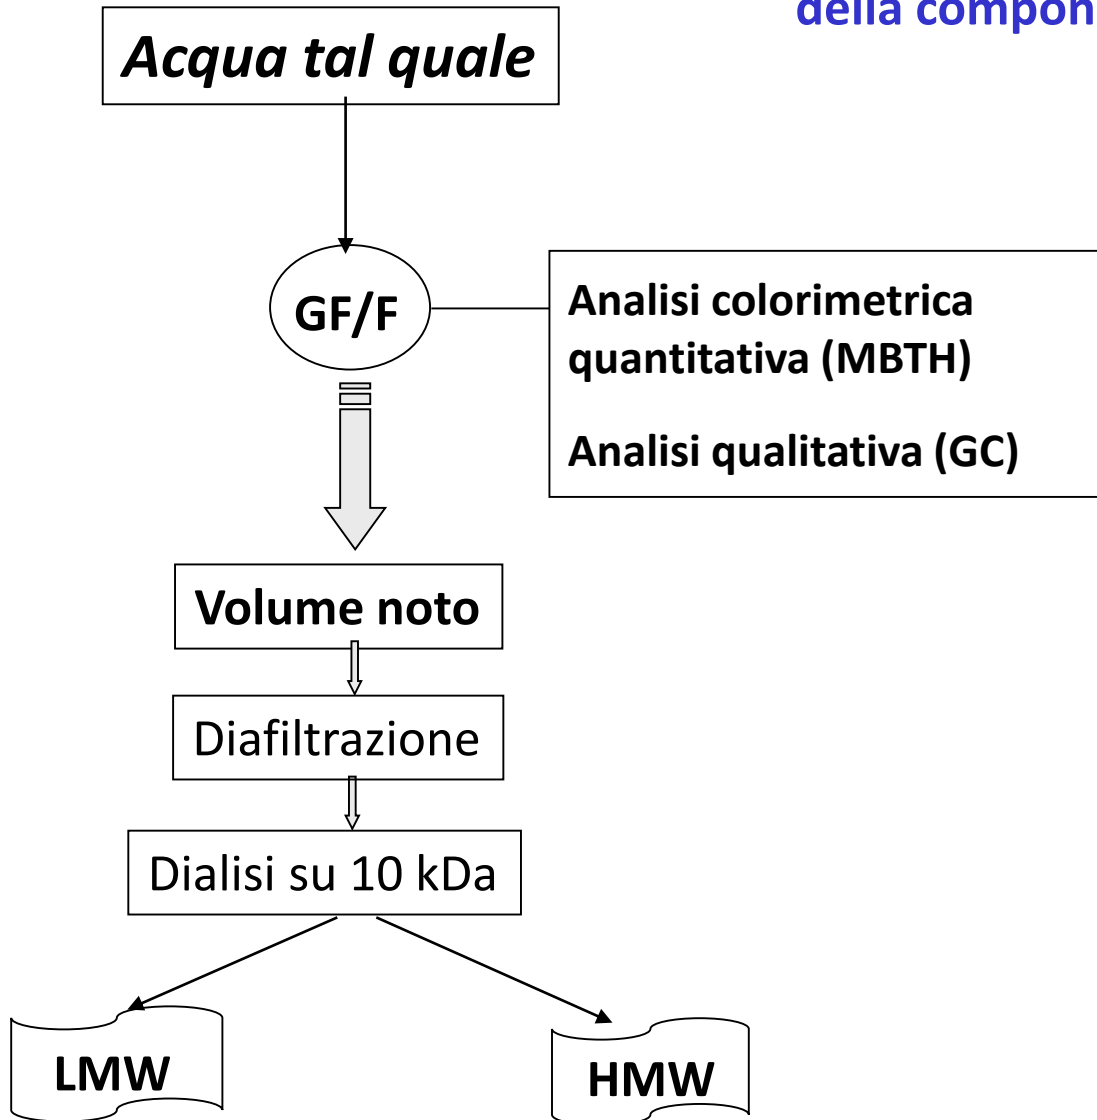 della compon
Acqua tal quale
GF/F
Analisi colorimetrica
quantitativa (MBTH)
Analisi qualitativa (GC)
Volume noto
Diafiltrazione
Dialisi su 10 kDa
LMW
HMW